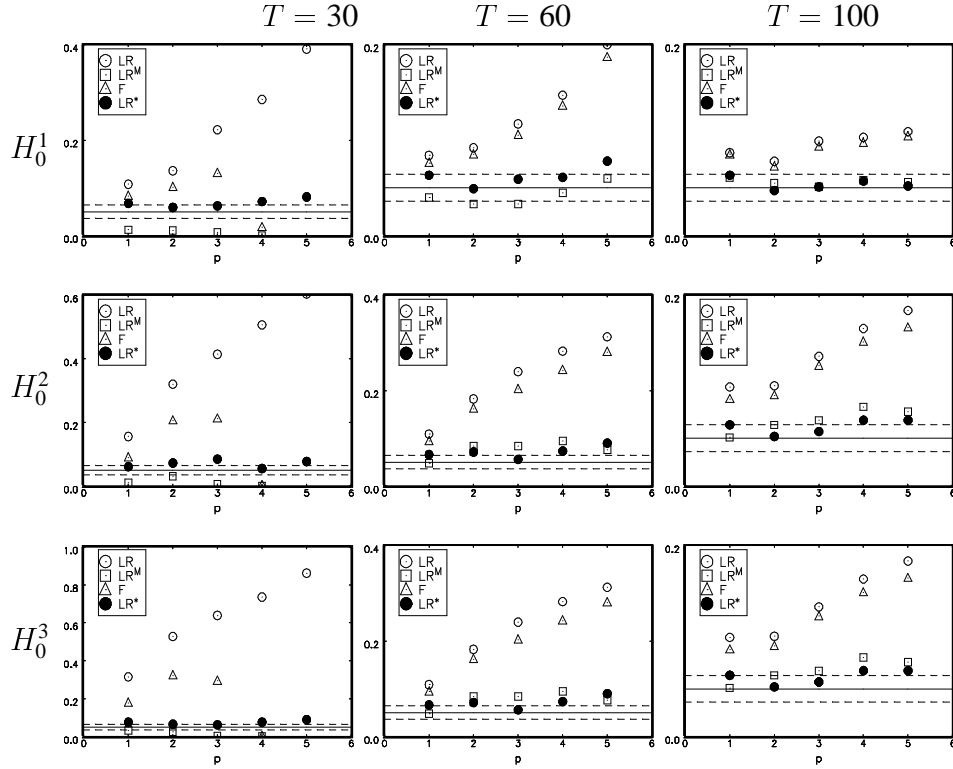 T = 30 T = 60 T = 100
0.4 0.2 0.2
LR LR LR
LR^M LR^M LR^M
F F F
LR* LR* LR*
H_0^1
0.2
0.0 0.0 0.0
0 1 2 3 4 5 6 0 1 2 3 4 5 6 0 1 2 3 4 5 6
p p p
0.6 0.4 0.2
LR LR LR
LR^M LR^M LR^M
F F F
LR* LR* LR*
0.4
H_0^2
0.2 0.2
0.0 0.0 0.0
0 1 2 3 4 5 6 0 1 2 3 4 5 6 0 1 2 3 4 5 6
p p p
1.0 0.4 0.2
LR LR LR
LR^M LR^M LR^M
0.8
F F F
LR* LR* LR*
0.6
H_0^3
0.2
0.4
0.2
0.0 0.0 0.0
0 1 2 3 4 5 6 0 1 2 3 4 5 6 0 1 2 3 4 5 6
p p p